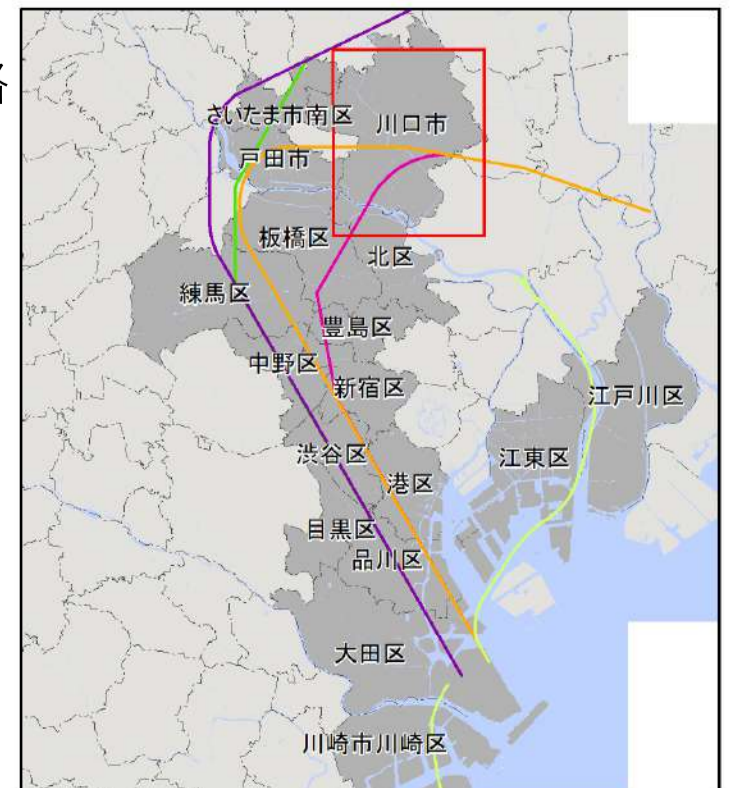 さいたま市南区
川口市
戸田市
板橋区
北区
練馬区
豊島区
中野区
新宿区
江戸川区
渋谷区
江東区
港区
目黒区
品川区
大田区
川崎市川崎区